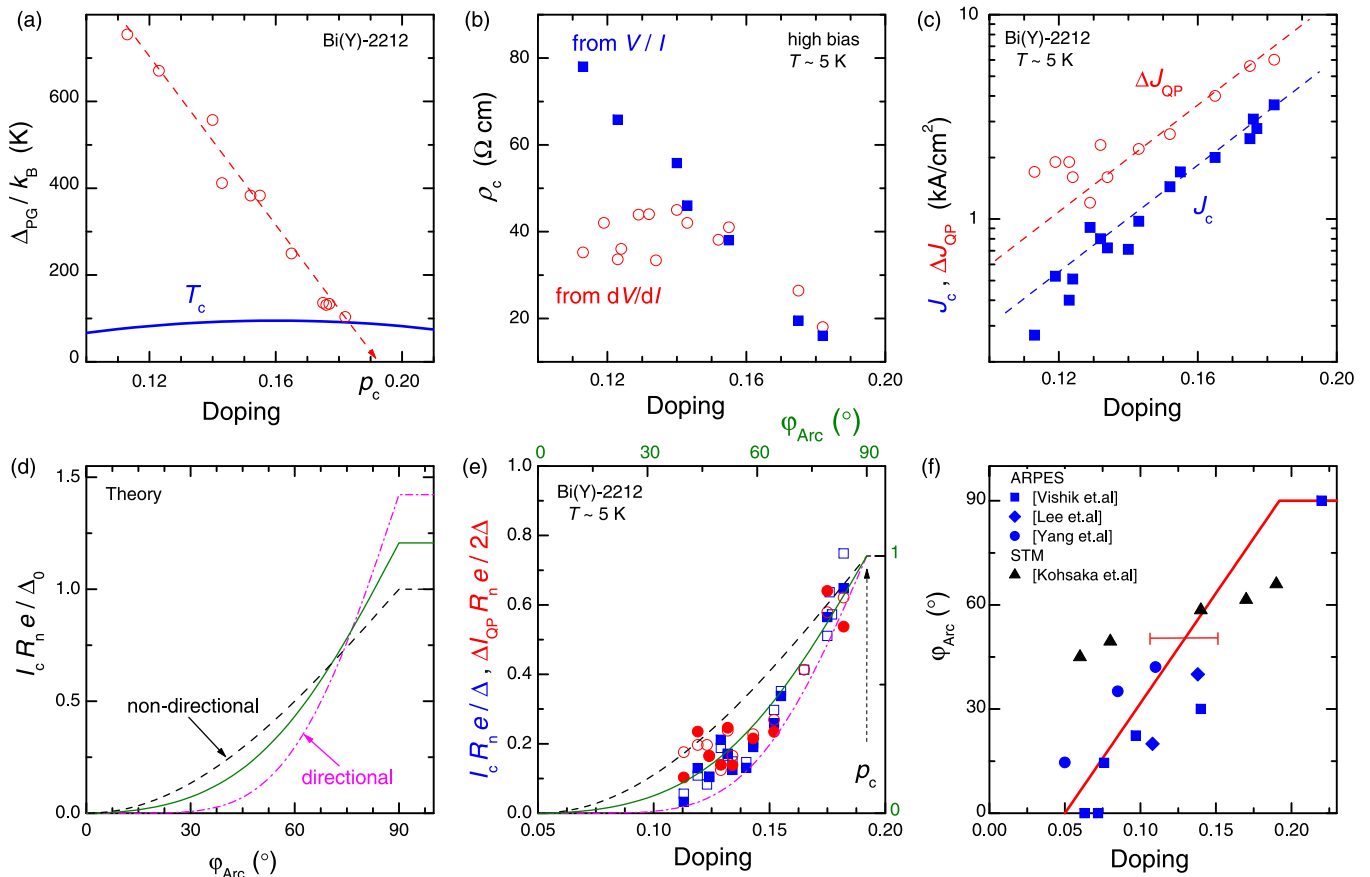 (a)
Bi(Y)-2212
Δ_PG / k_B (K)
600
400
200
0
T_c
0.12
0.16
0.20
p_c
Doping
(b)
from V / I
high bias
T ~ 5 K
ρ_c (Ω cm)
80
60
40
20
from dV/dI
0.12
0.16
0.20
Doping
(c)
Bi(Y)-2212
T ~ 5 K
J_c, ΔJ_QP (kA/cm²)
10
1
ΔJ_QP
J_c
0.12
0.16
0.20
Doping
(d)
Theory
I_c R_n e / Δ_0
1.5
1.0
0.5
0.0
non-directional
directional
0
30
60
90
φ_Arc (°)
(e)
φ_Arc (°)
0
30
60
90
Bi(Y)-2212
T ~ 5 K
I_c R_n e / Δ , ΔI_QP R_n e / 2Δ
1.0
0.8
0.6
0.4
0.2
0.0
1
0
p_c
0.05
0.10
0.15
0.20
Doping
(f)
ARPES
[Vishik et.al]
[Lee et.al]
[Yang et.al]
STM
[Kohsaka et.al]
φ_Arc (°)
90
60
30
0
0.00
0.05
0.10
0.15
0.20
Doping